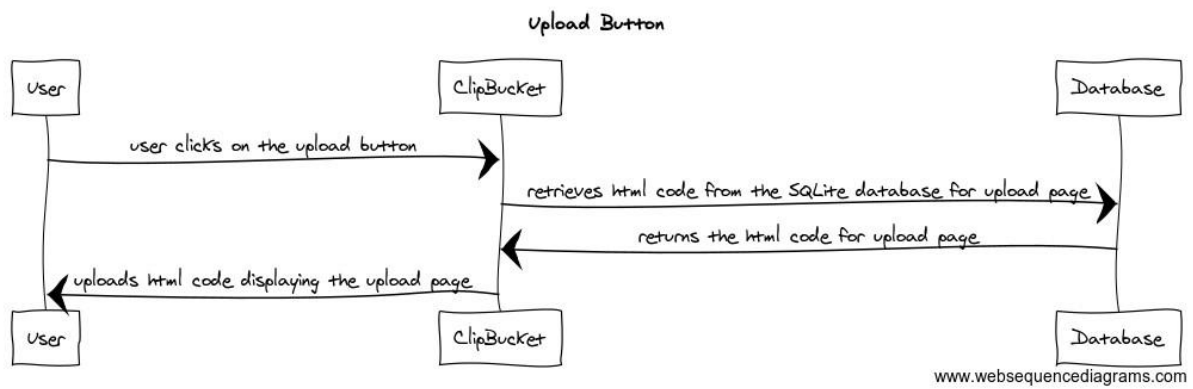 Upload Button
User
ClipBucket
Database
user clicks on the upload button
retrieves html code from the SQLite database for upload page
returns the html code for upload page
uploads html code displaying the upload page
User
ClipBucket
Database
www.websequencediagrams.com